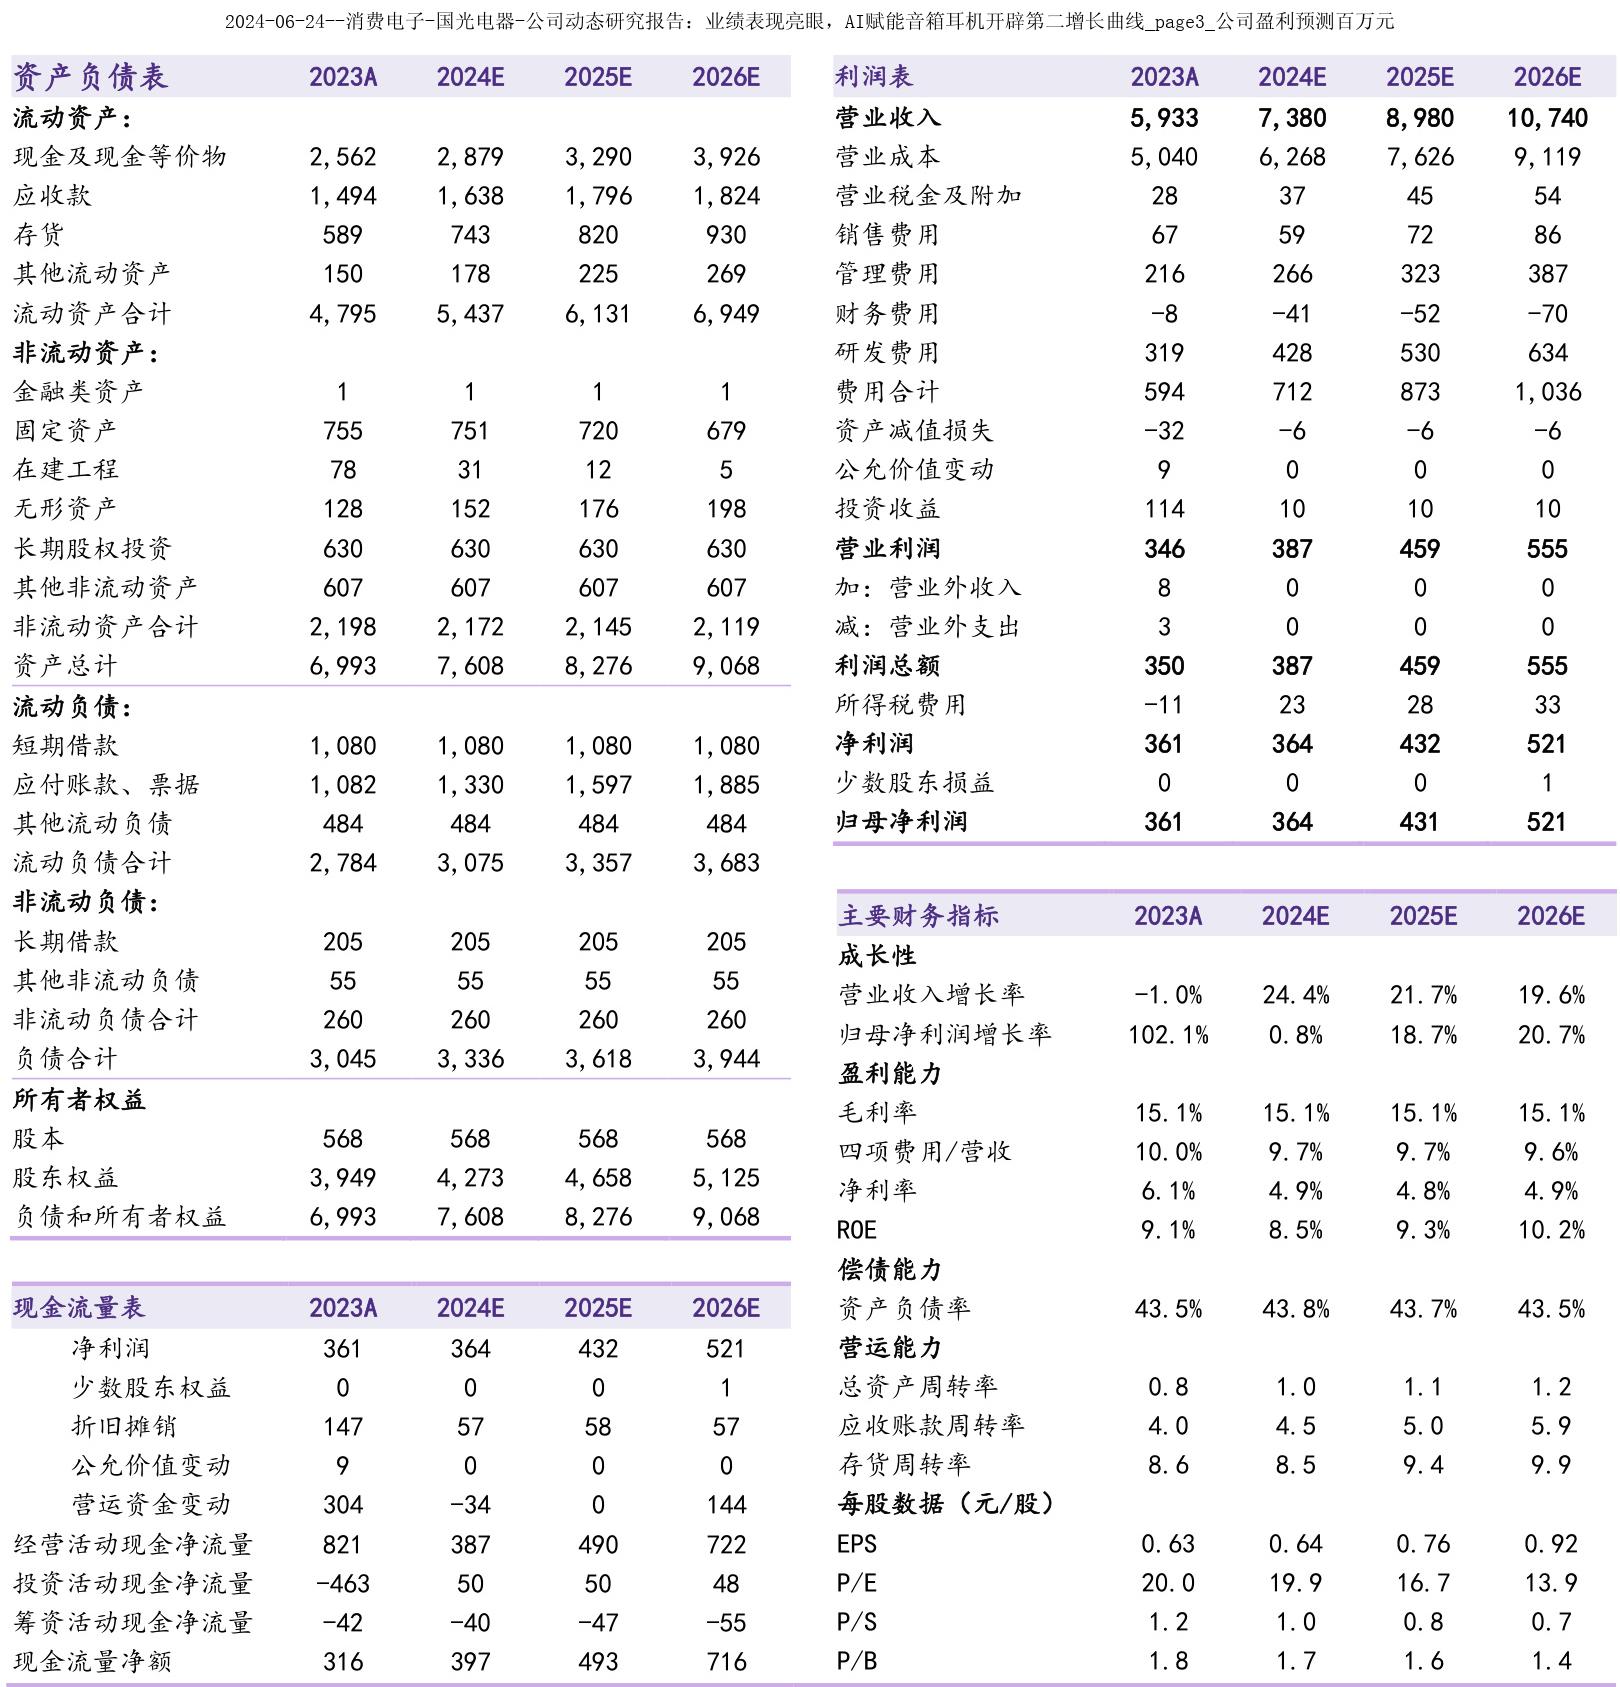 2024-06-24--消费电子-国光电器-公司动态研究报告：业绩表现亮眼，AI赋能音箱耳机开辟第二增长曲线_page3_公司盈利预测百万元
资产负债表 2023A 2024E 2025E 2026E
流动资产：
现金及现金等价物 2,562 2,879 3,290 3,926
应收款 1,494 1,638 1,796 1,824
存货 589 743 820 930
其他流动资产 150 178 225 269
流动资产合计 4,795 5,437 6,131 6,949
非流动资产：
金融类资产 1 1 1 1
固定资产 755 751 720 679
在建工程 78 31 12 5
无形资产 128 152 176 198
长期股权投资 630 630 630 630
其他非流动资产 607 607 607 607
非流动资产合计 2,198 2,172 2,145 2,119
资产总计 6,993 7,608 8,276 9,068
流动负债：
短期借款 1,080 1,080 1,080 1,080
应付账款、票据 1,082 1,330 1,597 1,885
其他流动负债 484 484 484 484
流动负债合计 2,784 3,075 3,357 3,683
非流动负债：
长期借款 205 205 205 205
其他非流动负债 55 55 55 55
非流动负债合计 260 260 260 260
负债合计 3,045 3,336 3,618 3,944
所有者权益
股本 568 568 568 568
股东权益 3,949 4,273 4,658 5,125
负债和所有者权益 6,993 7,608 8,276 9,068
现金流量表 2023A 2024E 2025E 2026E
净利润 361 364 432 521
少数股东权益 0 0 0 1
折旧摊销 147 57 58 57
公允价值变动 9 0 0 0
营运资金变动 304 -34 0 144
经营活动现金净流量 821 387 490 722
投资活动现金净流量 -463 50 50 48
筹资活动现金净流量 -42 -40 -47 -55
现金流量净额 316 397 493 716
利润表 2023A 2024E 2025E 2026E
营业收入 5,933 7,380 8,980 10,740
营业成本 5,040 6,268 7,626 9,119
营业税金及附加 28 37 45 54
销售费用 67 59 72 86
管理费用 216 266 323 387
财务费用 -8 -41 -52 -70
研发费用 319 428 530 634
费用合计 594 712 873 1,036
资产减值损失 -32 -6 -6 -6
公允价值变动 9 0 0 0
投资收益 114 10 10 10
营业利润 346 387 459 555
加：营业外收入 8 0 0 0
减：营业外支出 3 0 0 0
利润总额 350 387 459 555
所得税费用 -11 23 28 33
净利润 361 364 432 521
少数股东损益 0 0 0 1
归母净利润 361 364 431 521
主要财务指标 2023A 2024E 2025E 2026E
成长性
营业收入增长率 -1.0% 24.4% 21.7% 19.6%
归母净利润增长率 102.1% 0.8% 18.7% 20.7%
盈利能力
毛利率 15.1% 15.1% 15.1% 15.1%
四项费用/营收 10.0% 9.7% 9.7% 9.6%
净利率 6.1% 4.9% 4.8% 4.9%
ROE 9.1% 8.5% 9.3% 10.2%
偿债能力
资产负债率 43.5% 43.8% 43.7% 43.5%
营运能力
总资产周转率 0.8 1.0 1.1 1.2
应收账款周转率 4.0 4.5 5.0 5.9
存货周转率 8.6 8.5 9.4 9.9
每股数据（元/股）
EPS 0.63 0.64 0.76 0.92
P/E 20.0 19.9 16.7 13.9
P/S 1.2 1.0 0.8 0.7
P/B 1.8 1.7 1.6 1.4